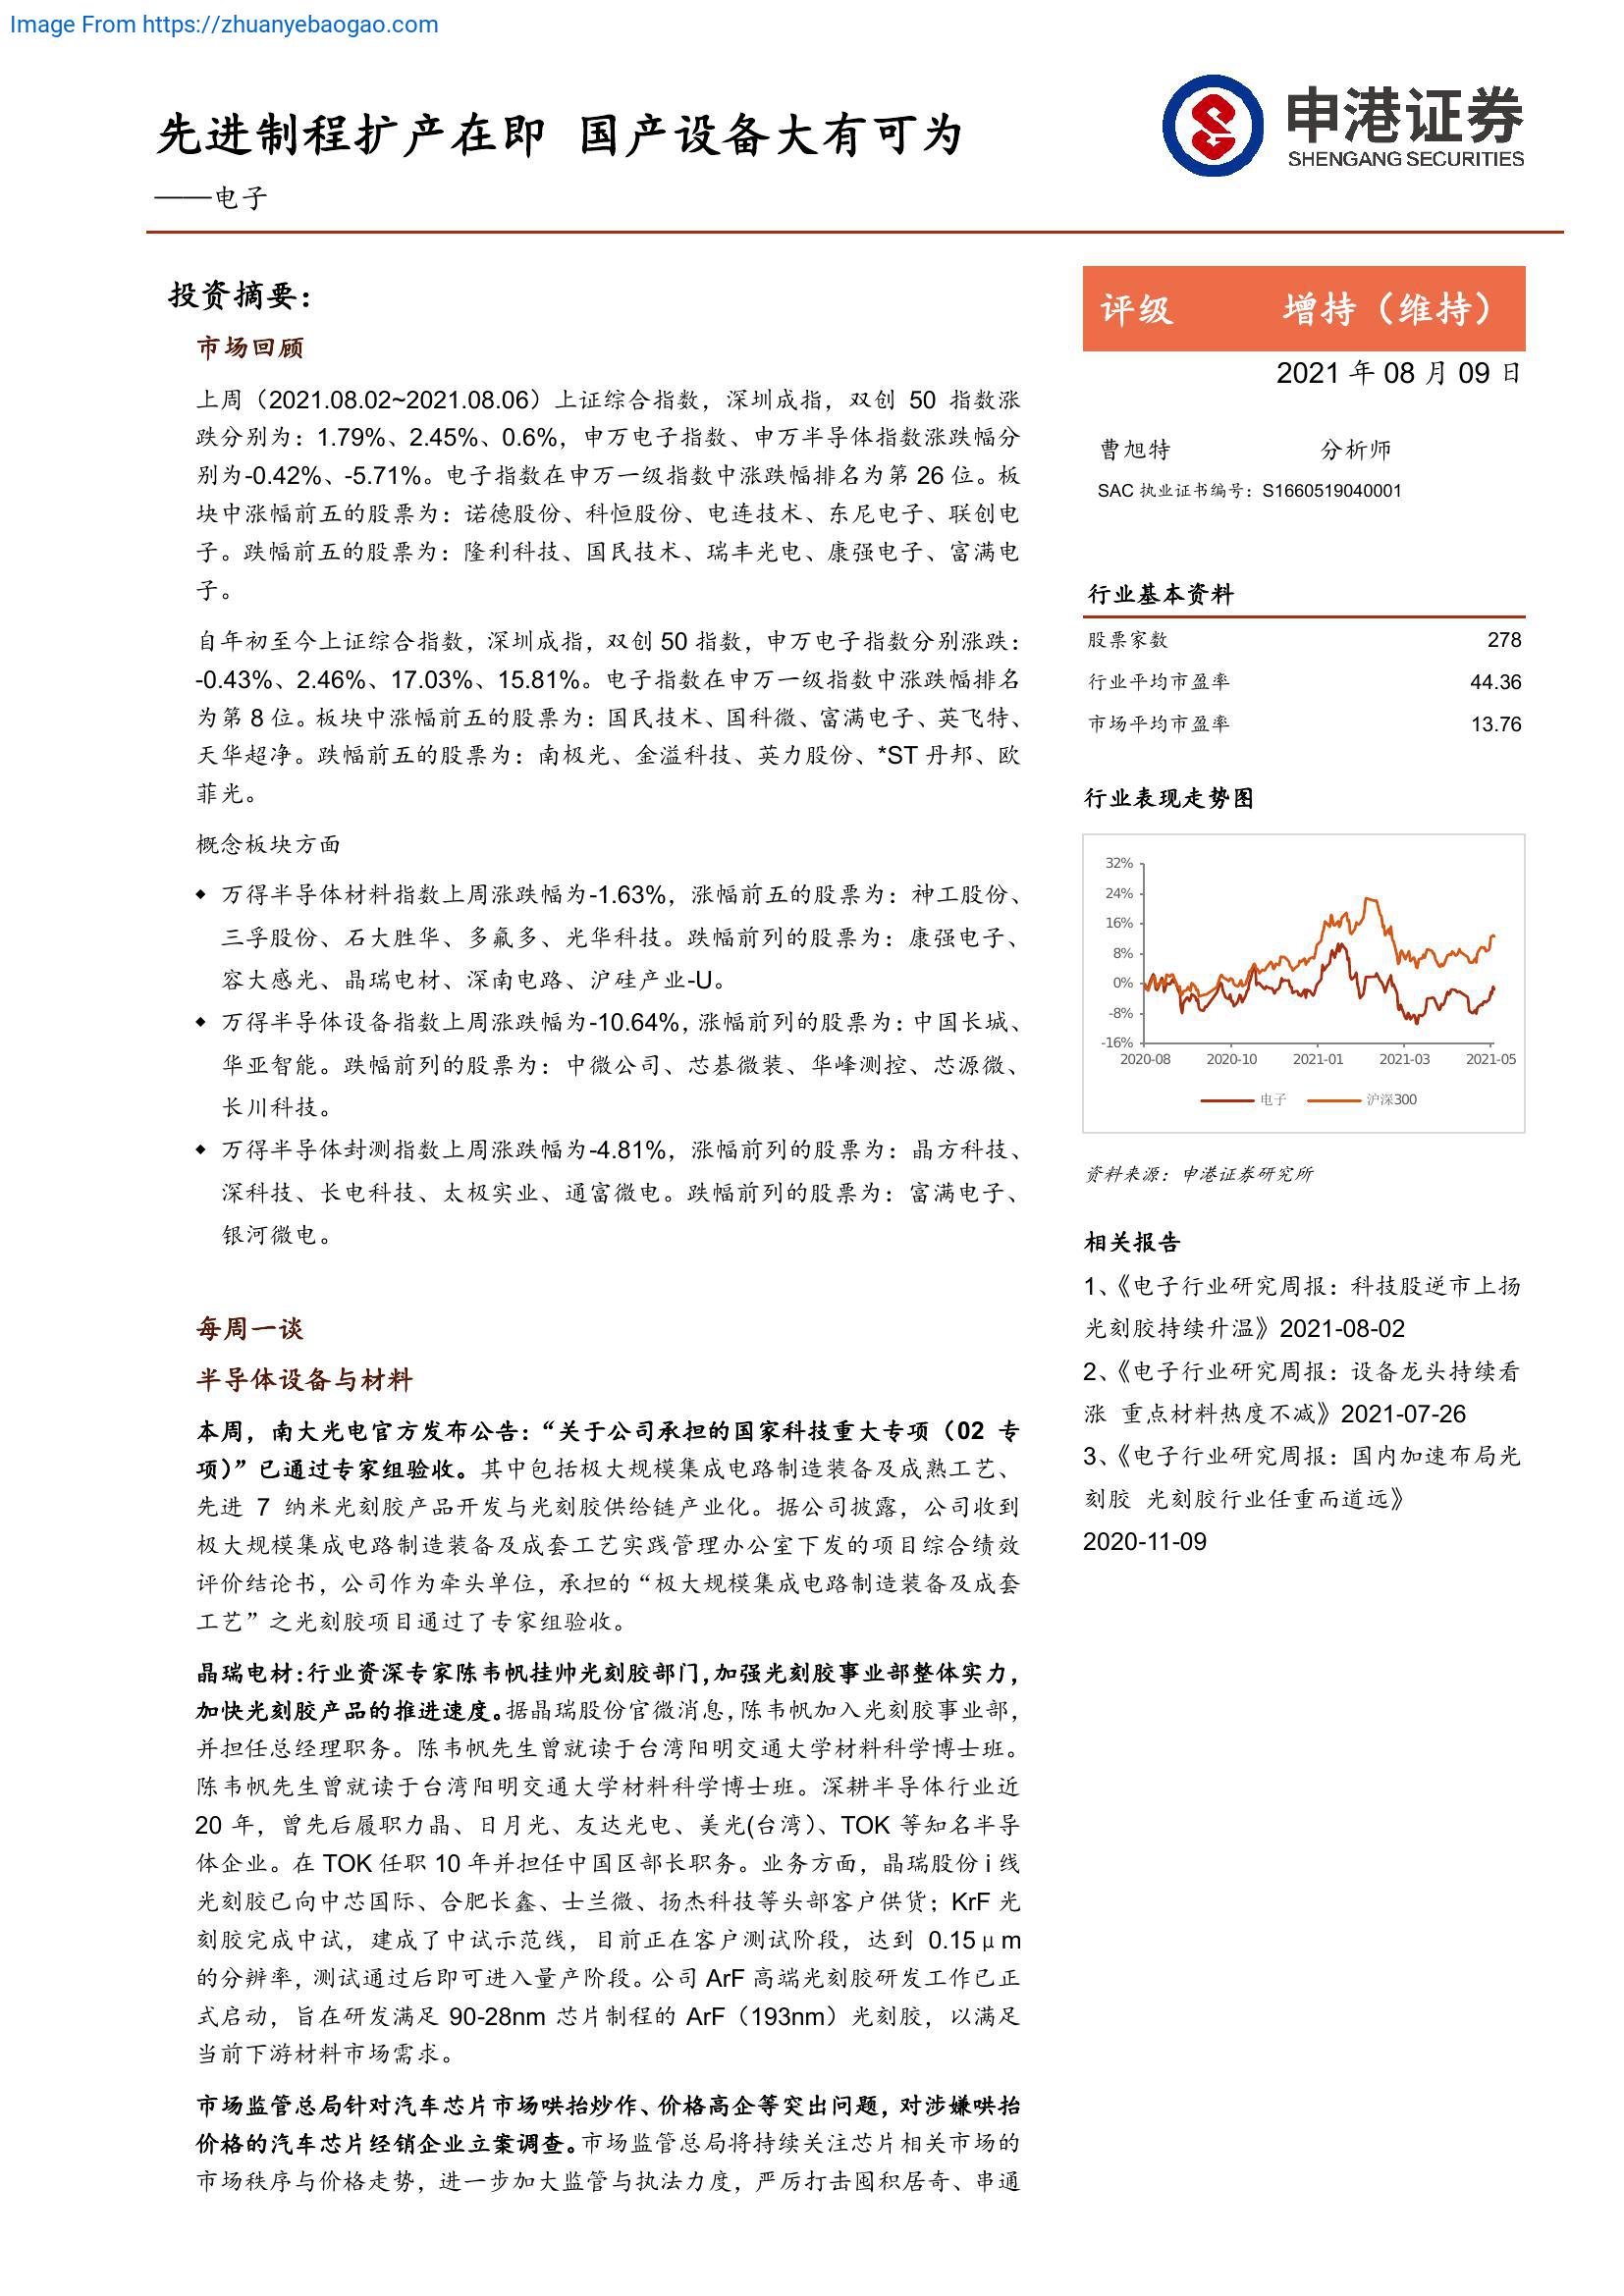 Image From https://zhuanyebaogao.com
先进制程扩产在即 国产设备大有可为
——电子
申港证券
SHENGANG SECURITIES
投资摘要：
市场回顾
上周（2021.08.02~2021.08.06）上证综合指数，深圳成指，双创 50 指数涨
跌分别为：1.79%、2.45%、0.6%，申万电子指数、申万半导体指数涨跌幅分
别为-0.42%、-5.71%。电子指数在申万一级指数中涨跌幅排名为第 26 位。板
块中涨幅前五的股票为：诺德股份、科恒股份、电连技术、东尼电子、联创电
子。跌幅前五的股票为：隆利科技、国民技术、瑞丰光电、康强电子、富满电
子。
自年初至今上证综合指数，深圳成指，双创 50 指数，申万电子指数分别涨跌：
-0.43%、2.46%、17.03%、15.81%。电子指数在申万一级指数中涨跌幅排名
为第 8 位。板块中涨幅前五的股票为：国民技术、国科微、富满电子、英飞特、
天华超净。跌幅前五的股票为：南极光、金溢科技、英力股份、*ST 丹邦、欧
菲光。
概念板块方面
◆ 万得半导体材料指数上周涨跌幅为-1.63%，涨幅前五的股票为：神工股份、
三孚股份、石大胜华、多氟多、光华科技。跌幅前列的股票为：康强电子、
容大感光、晶瑞电材、深南电路、沪硅产业-U。
◆ 万得半导体设备指数上周涨跌幅为-10.64%，涨幅前列的股票为：中国长城、
华亚智能。跌幅前列的股票为：中微公司、芯碁微装、华峰测控、芯源微、
长川科技。
◆ 万得半导体封测指数上周涨跌幅为-4.81%，涨幅前列的股票为：晶方科技、
深科技、长电科技、太极实业、通富微电。跌幅前列的股票为：富满电子、
银河微电。
每周一谈
半导体设备与材料
本周，南大光电官方发布公告：“关于公司承担的国家科技重大专项（02 专
项）”已通过专家组验收。其中包括极大规模集成电路制造装备及成熟工艺、
先进 7 纳米光刻胶产品开发与光刻胶供给链产业化。据公司披露，公司收到
极大规模集成电路制造装备及成套工艺实践管理办公室下发的项目综合绩效
评价结论书，公司作为牵头单位，承担的“极大规模集成电路制造装备及成套
工艺”之光刻胶项目通过了专家组验收。
晶瑞电材:行业资深专家陈韦帆挂帅光刻胶部门,加强光刻胶事业部整体实力，
加快光刻胶产品的推进速度。据晶瑞股份官微消息，陈韦帆加入光刻胶事业部，
并担任总经理职务。陈韦帆先生曾就读于台湾阳明交通大学材料科学博士班。
陈韦帆先生曾就读于台湾阳明交通大学材料科学博士班。深耕半导体行业近
20 年，曾先后履职力晶、日月光、友达光电、美光(台湾)、TOK 等知名半导
体企业。在 TOK 任职 10 年并担任中国区部长职务。业务方面，晶瑞股份 i 线
光刻胶已向中芯国际、合肥长鑫、士兰微、扬杰科技等头部客户供货；KrF 光
刻胶完成中试，建成了中试示范线，目前正在客户测试阶段，达到 0.15μm
的分辨率，测试通过后即可进入量产阶段。公司 ArF 高端光刻胶研发工作已正
式启动，旨在研发满足 90-28nm 芯片制程的 ArF（193nm）光刻胶，以满足
当前下游材料市场需求。
市场监管总局针对汽车芯片市场哄抬炒作、价格高企等突出问题，对涉嫌哄抬
价格的汽车芯片经销企业立案调查。市场监管总局将持续关注芯片相关市场的
市场秩序与价格走势，进一步加大监管与执法力度，严厉打击囤积居奇、串通
评级 增持（维持）
2021 年 08 月 09 日
曹旭特 分析师
SAC 执业证书编号：S1660519040001
行业基本资料
股票家数 278
行业平均市盈率 44.36
市场平均市盈率 13.76
行业表现走势图
32%
24%
16%
8%
0%
-8%
-16%
2020-08 2020-10 2021-01 2021-03 2021-05
电子 沪深300
资料来源：申港证券研究所
相关报告
1、《电子行业研究周报：科技股逆市上扬
光刻胶持续升温》2021-08-02
2、《电子行业研究周报：设备龙头持续看
涨 重点材料热度不减》2021-07-26
3、《电子行业研究周报：国内加速布局光
刻胶 光刻胶行业任重而道远》
2020-11-09